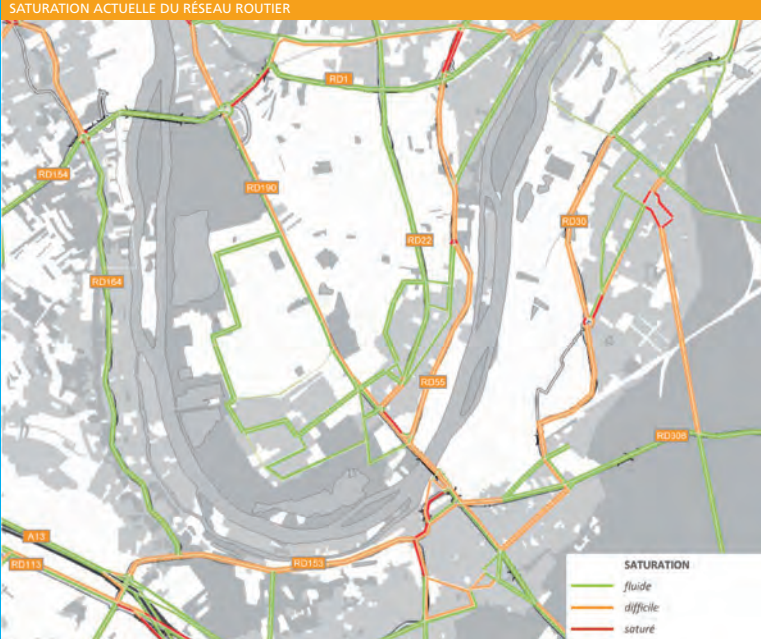 SATURATION ACTUELLE DU RÉSEAU ROUTIER
RD1
RD154
RD190
RD30
RD22
RD154
RD55
RD308
A13
RD113
RD153
SATURATION
fluide
difficile
saturé